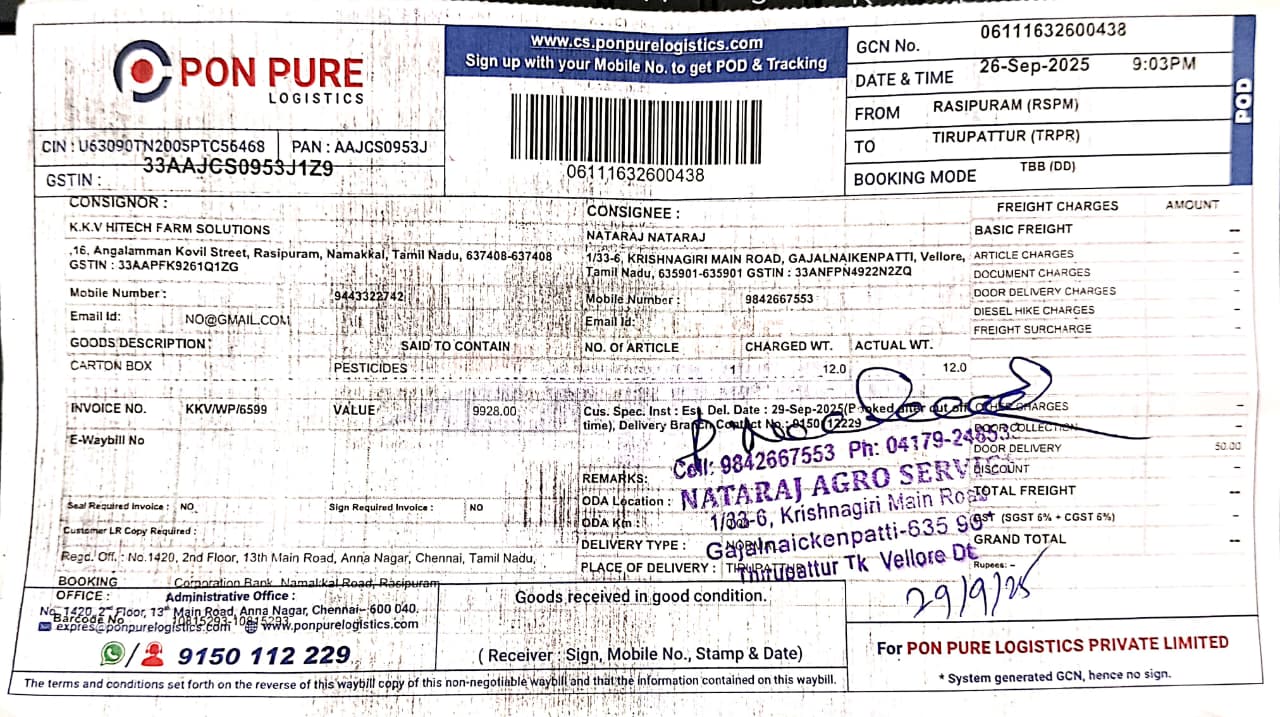 PON PURE
LOGISTICS
CIN : U63090TN2005PTC56468 PAN : AAJCS0953J
33AAJCS0953J1Z9
GSTIN :
www.cs.ponpurelogistics.com
Sign up with your Mobile No. to get POD & Tracking
06111632600438
GCN No. 06111632600438
DATE & TIME 26-Sep-2025 9:03PM
FROM RASIPURAM (RSPM)
TO TIRUPATTUR (TRPR)
BOOKING MODE TBB (DD)
POD
CONSIGNOR :
K.K.V HITECH FARM SOLUTIONS
,16, Angalamman Kovil Street, Rasipuram, Namakkal, Tamil Nadu, 637408-637408
GSTIN : 33AAPFK9261Q1ZG
Mobile Number : 9443322742
Email Id: NO@GMAIL.COM
CONSIGNEE :
NATARAJ NATARAJ
1/33-6, KRISHNAGIRI MAIN ROAD, GAJALNAIKENPATTI, Vellore,
Tamil Nadu, 635901-635901 GSTIN : 33ANFPN4922N2ZQ
Mobile Number : 9842667553
Email Id:
FREIGHT CHARGES AMOUNT
BASIC FREIGHT --
ARTICLE CHARGES -
DOCUMENT CHARGES -
DOOR DELIVERY CHARGES -
DIESEL HIKE CHARGES -
FREIGHT SURCHARGE -
GOODS DESCRIPTION : SAID TO CONTAIN NO. Of ARTICLE CHARGED WT. ACTUAL WT.
CARTON BOX PESTICIDES 1 12.0 12.0
INVOICE NO. KKV/WP/6599 VALUE 9928.00
E-Waybill No
Cus. Spec. Inst : Est. Del. Date : 29-Sep-2025(Booked after cut off
time), Delivery Branch Contact No.: 9150112229
OTHER CHARGES -
DOOR COLLECTION -
DOOR DELIVERY 50.00
DISCOUNT -
TOTAL FREIGHT --
GST (SGST 6% + CGST 6%) -
GRAND TOTAL --
Rupees: -
REMARKS:
ODA Location :
ODA Km :
DELIVERY TYPE :
PLACE OF DELIVERY :
Cell: 9842667553 Ph: 04179-
NATARAJ AGRO
1/33-6, Krishnagiri Main Road
Gajalnaickenpatti-635
Thirupattur Tk Vellore Dt
29/9/25
Seal Required Invoice : NO Sign Required Invoice : NO
Customer LR Copy Required :
Regd. Off. : No.1420, 2nd Floor, 13th Main Road, Anna Nagar, Chennai, Tamil Nadu,
BOOKING Corporation Bank, Namakkal Road, Rasipuram
OFFICE : Administrative Office :
No. 1420, 2nd Floor, 13th Main Road, Anna Nagar, Chennai– 600 040.
Barcode No 10815293-10815293
expres@ponpurelogistics.com www.ponpurelogistics.com
9150 112 229
Goods received in good condition.
( Receiver : Sign, Mobile No., Stamp & Date)
For PON PURE LOGISTICS PRIVATE LIMITED
* System generated GCN, hence no sign.
The terms and conditions set forth on the reverse of this waybill copy of this non-negotiable waybill and that the information contained on this waybill.